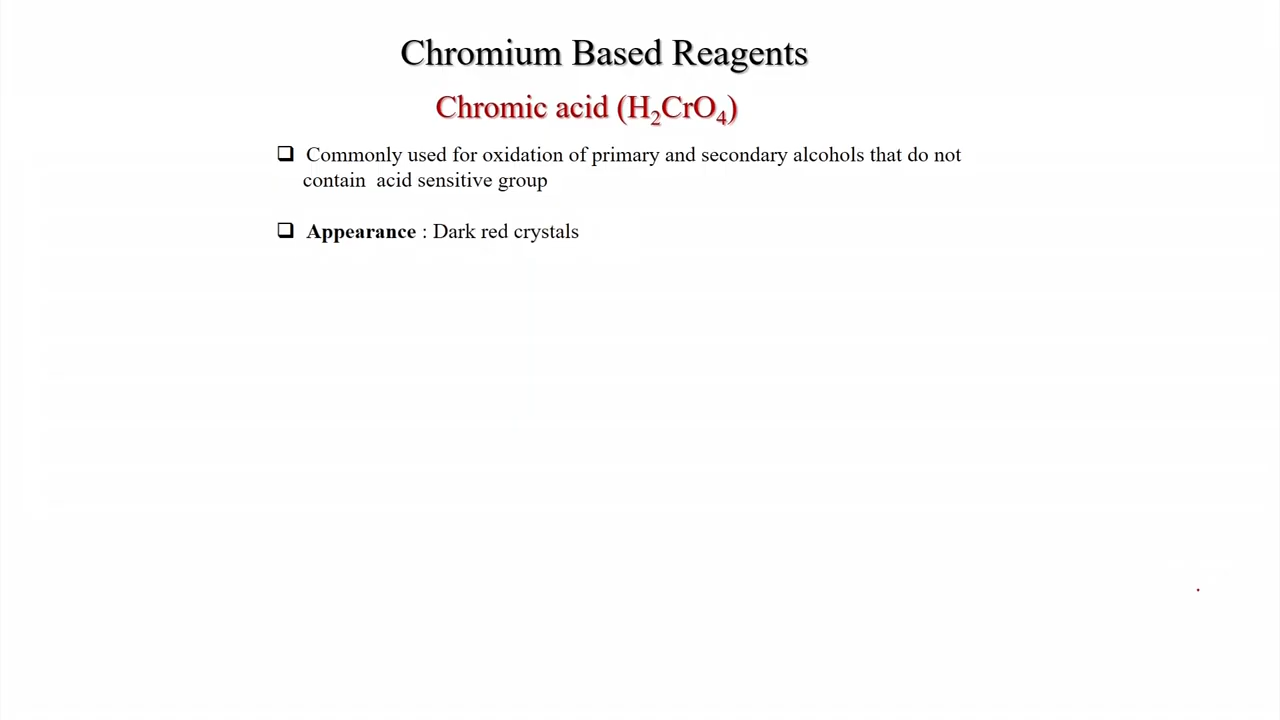 Chromium Based Reagents
Chromic acid (H₂CrO₄)
❑ Commonly used for oxidation of primary and secondary alcohols that do not
contain  acid sensitive group
❑ Appearance : Dark red crystals